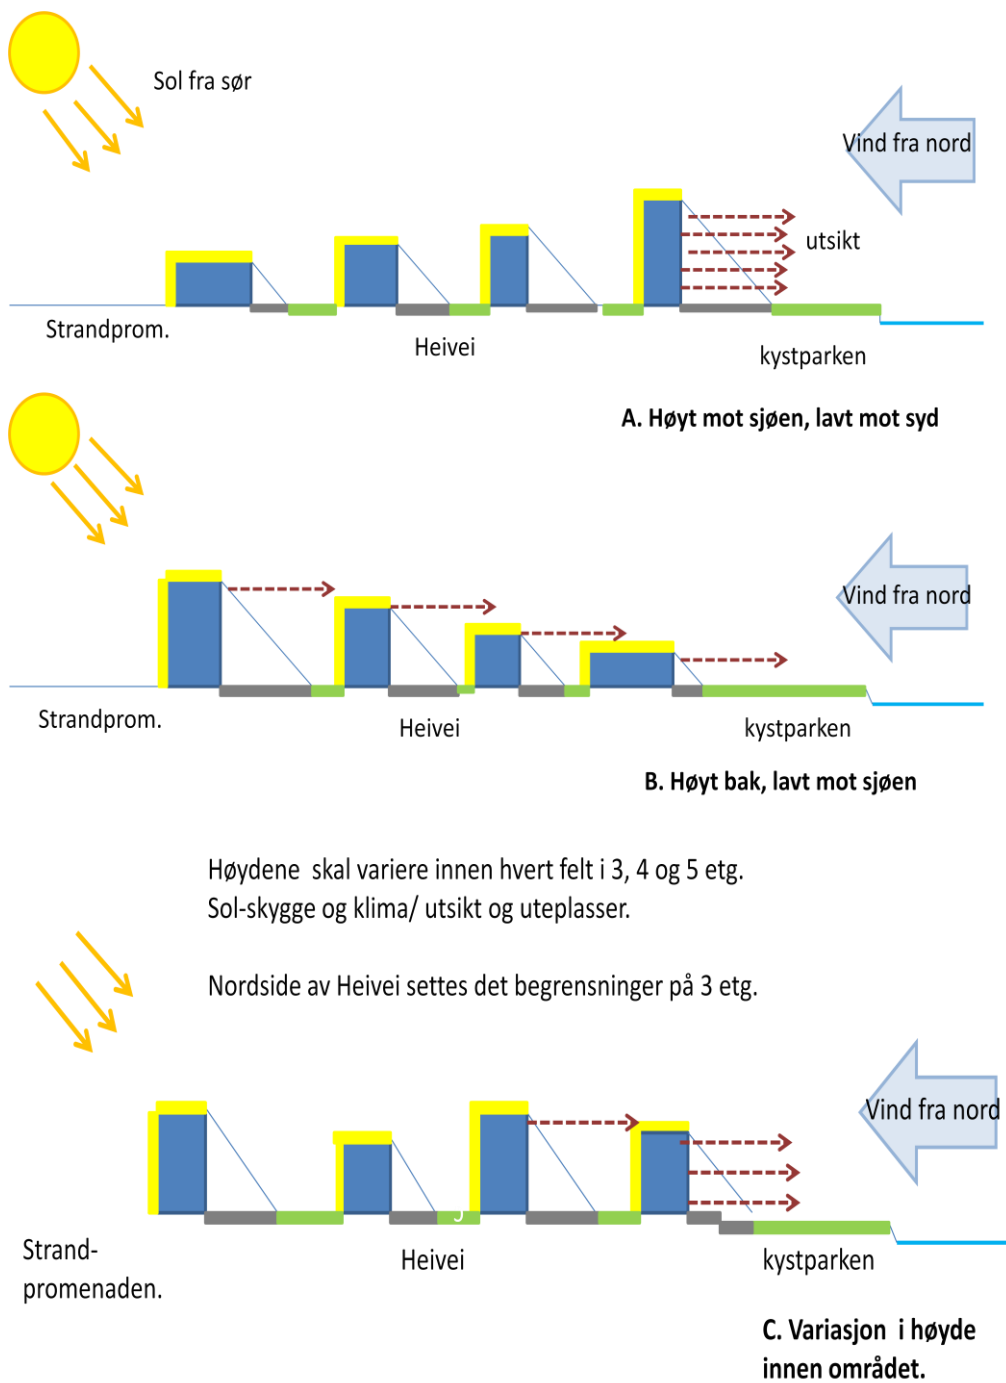 Sol fra sør
Vind fra nord
utsikt
Strandprom.
Heivei
kystparken
A. Høyt mot sjøen, lavt mot syd
Vind fra nord
Strandprom.
Heivei
kystparken
B. Høyt bak, lavt mot sjøen
Høydene skal variere innen hvert felt i 3, 4 og 5 etg.
Sol-skygge og klima/ utsikt og uteplasser.
Nordside av Heivei settes det begrensninger på 3 etg.
Vind fra nord
Strand-
promenaden.
Heivei
kystparken
C. Variasjon i høyde
innen området.